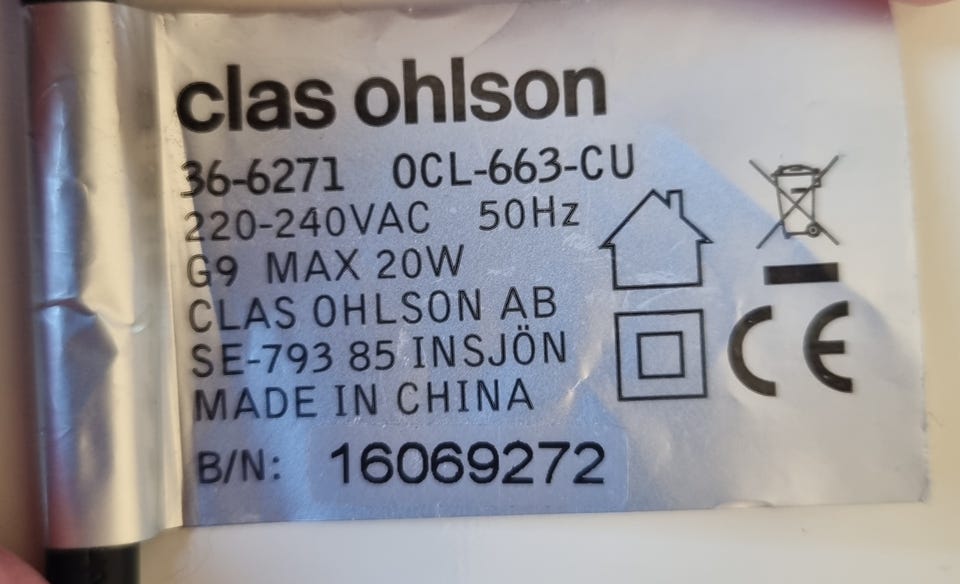 clas ohlson
36-6271 OCL-663-CU
220-240VAC 50Hz
G9 MAX 20W
CLAS OHLSON AB
SE-793 85 INSJÖN
MADE IN CHINA
B/N: 16069272
CE